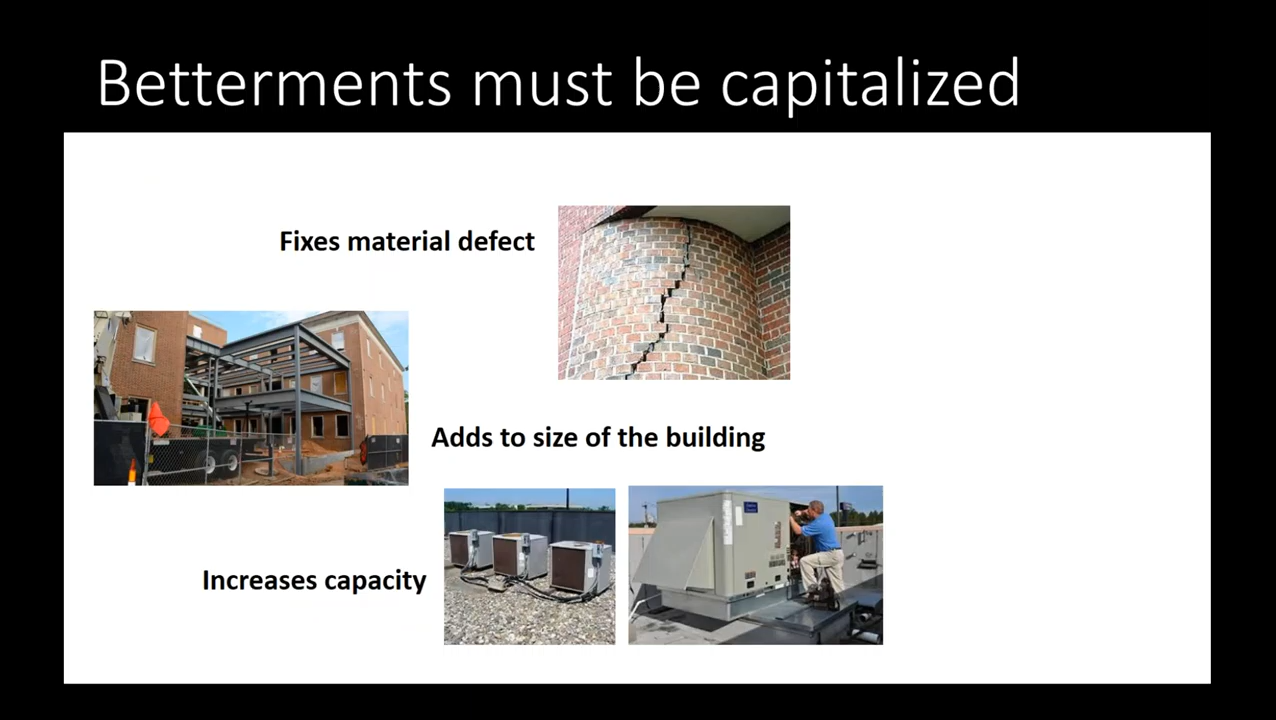 Betterments must be capitalized
Fixes material defect
Adds to size of the building
Increases capacity